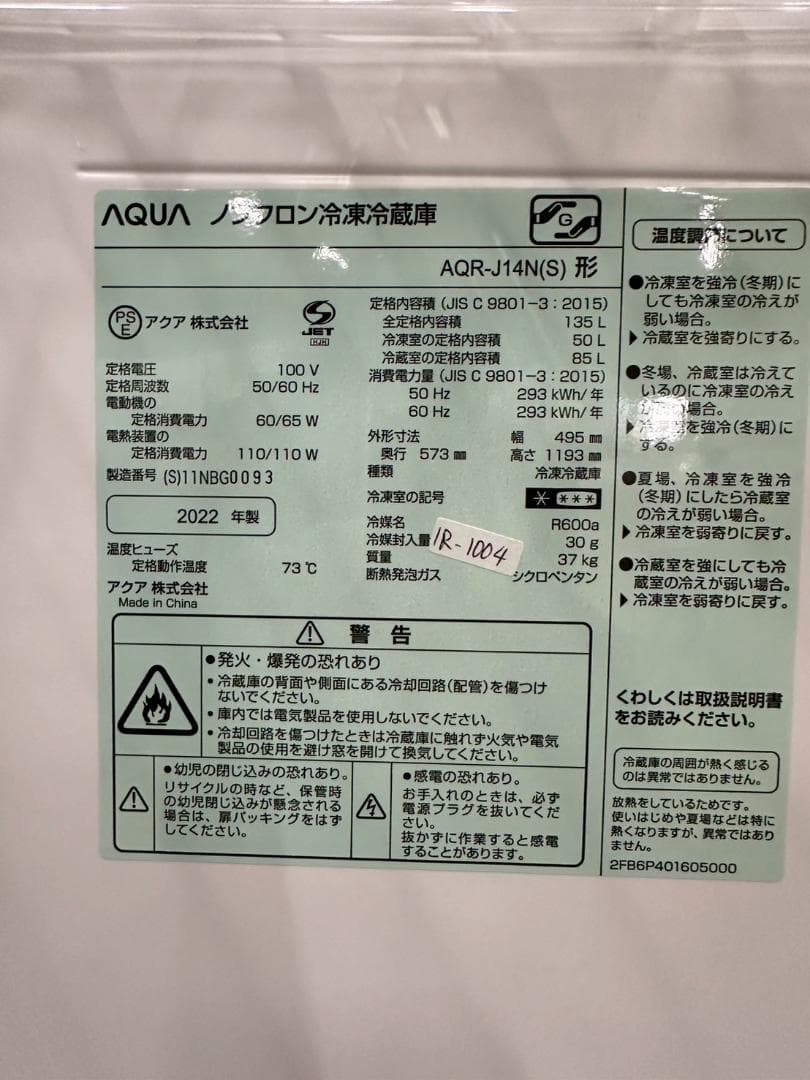 AQUA ノンフロン冷凍冷蔵庫
G
AQR-J14N(S) 形
PS
E
アクア 株式会社
JET
定格電圧 100 V
定格周波数 50/60 Hz
電動機の
定格消費電力 60/65 W
電熱装置の
定格消費電力 110/110 W
製造番号 (S)11NBG0093
2022 年製
温度ヒューズ
定格動作温度 73 ℃
アクア 株式会社
Made in China
定格内容積 (JIS C 9801-3 : 2015)
全定格内容積 135 L
冷凍室の定格内容積 50 L
冷蔵室の定格内容積 85 L
消費電力量 (JIS C 9801-3 : 2015)
50 Hz 293 kWh/年
60 Hz 293 kWh/年
外形寸法 幅 495 ㎜
奥行 573 ㎜ 高さ 1193 ㎜
種類 冷凍冷蔵庫
冷凍室の記号 * ***
冷媒名 R600a
冷媒封入量 30 g
質量 37 kg
断熱発泡ガス シクロペンタン
1R-1004
警 告
●発火・爆発の恐れあり
・冷蔵庫の背面や側面にある冷却回路(配管)を傷つけ
ないでください。
・庫内では電気製品を使用しないでください。
・冷却回路を傷つけたときは冷蔵庫に触れず火気や電気
製品の使用を避け窓を開けて換気してください。
●幼児の閉じ込みの恐れあり。
リサイクルの時など、保管時
の幼児閉じ込みが懸念される
場合は、扉パッキングをはず
してください。
●感電の恐れあり。
お手入れのときは、必ず
電源プラグを抜いてくだ
さい。
抜かずに作業すると感電
することがあります。
温度調節について
●冷凍室を強冷(冬期)に
しても冷凍室の冷えが
弱い場合。
▶冷蔵室を強寄りにする。
●冬場、冷蔵室は冷えて
いるのに冷凍室の冷え
が 場合。
▶冷凍室を強冷(冬期)に
する。
●夏場、冷凍室を強冷
(冬期)にしたら冷蔵室
の冷えが弱い場合。
▶冷凍室を弱寄りに戻す。
●冷蔵室を強にしても冷
蔵室の冷えが弱い場合。
▶冷凍室を弱寄りに戻す。
くわしくは取扱説明書
をお読みください。
冷蔵庫の周囲が熱く感じる
のは異常ではありません。
放熱をしているためです。
使いはじめや夏場などは特に
熱くなりますが、異常ではあり
ません。
2FB6P401605000